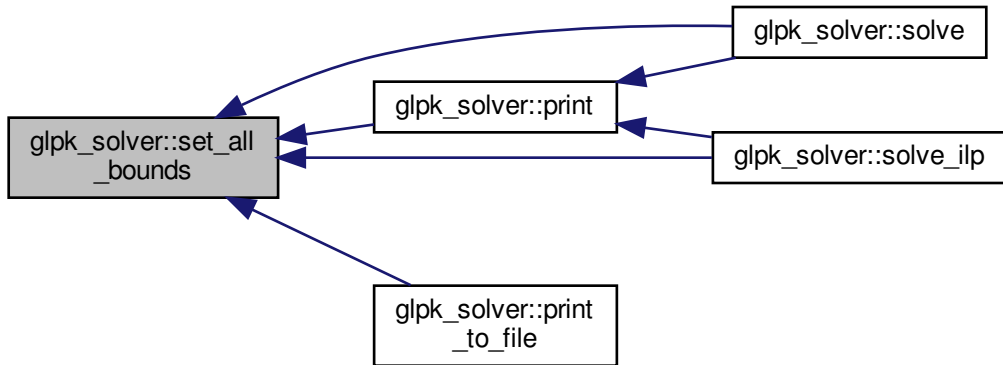 glpk_solver::solve
glpk_solver::print
glpk_solver::set_all
_bounds
glpk_solver::solve_ilp
glpk_solver::print
_to_file